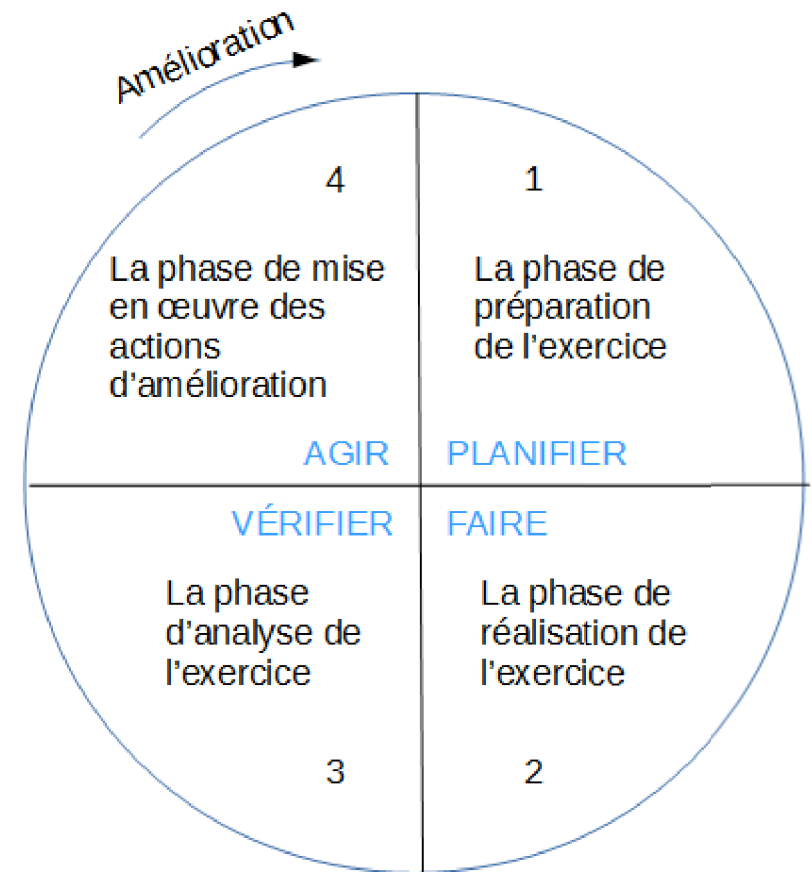 Amélioration
4
La phase de mise
en œuvre des
actions
d’amélioration
AGIR
1
La phase de
préparation
de l’exercice
PLANIFIER
FAIRE
La phase de
réalisation de
l’exercice
2
VÉRIFIER
La phase
d’analyse de
l’exercice
3